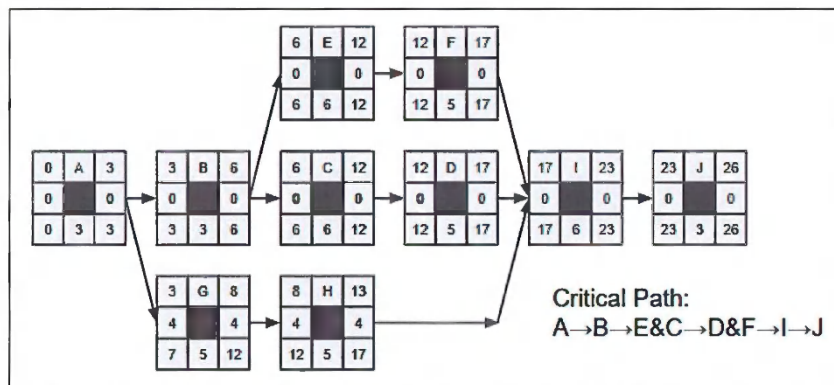 6 E 12
0 0
6 6 12
12 F 17
0 0
12 5 17
0 A 3
0 0
0 3 3
3 B 6
0 0
3 3 6
6 C 12
0 0
6 6 12
12 D 17
0 0
12 5 17
17 I 23
0 0
17 6 23
23 J 26
0 0
23 3 26
3 G 8
4 4
7 5 12
8 H 13
4 4
12 5 17
Critical Path:
A→B→E&C→D&F→I→J